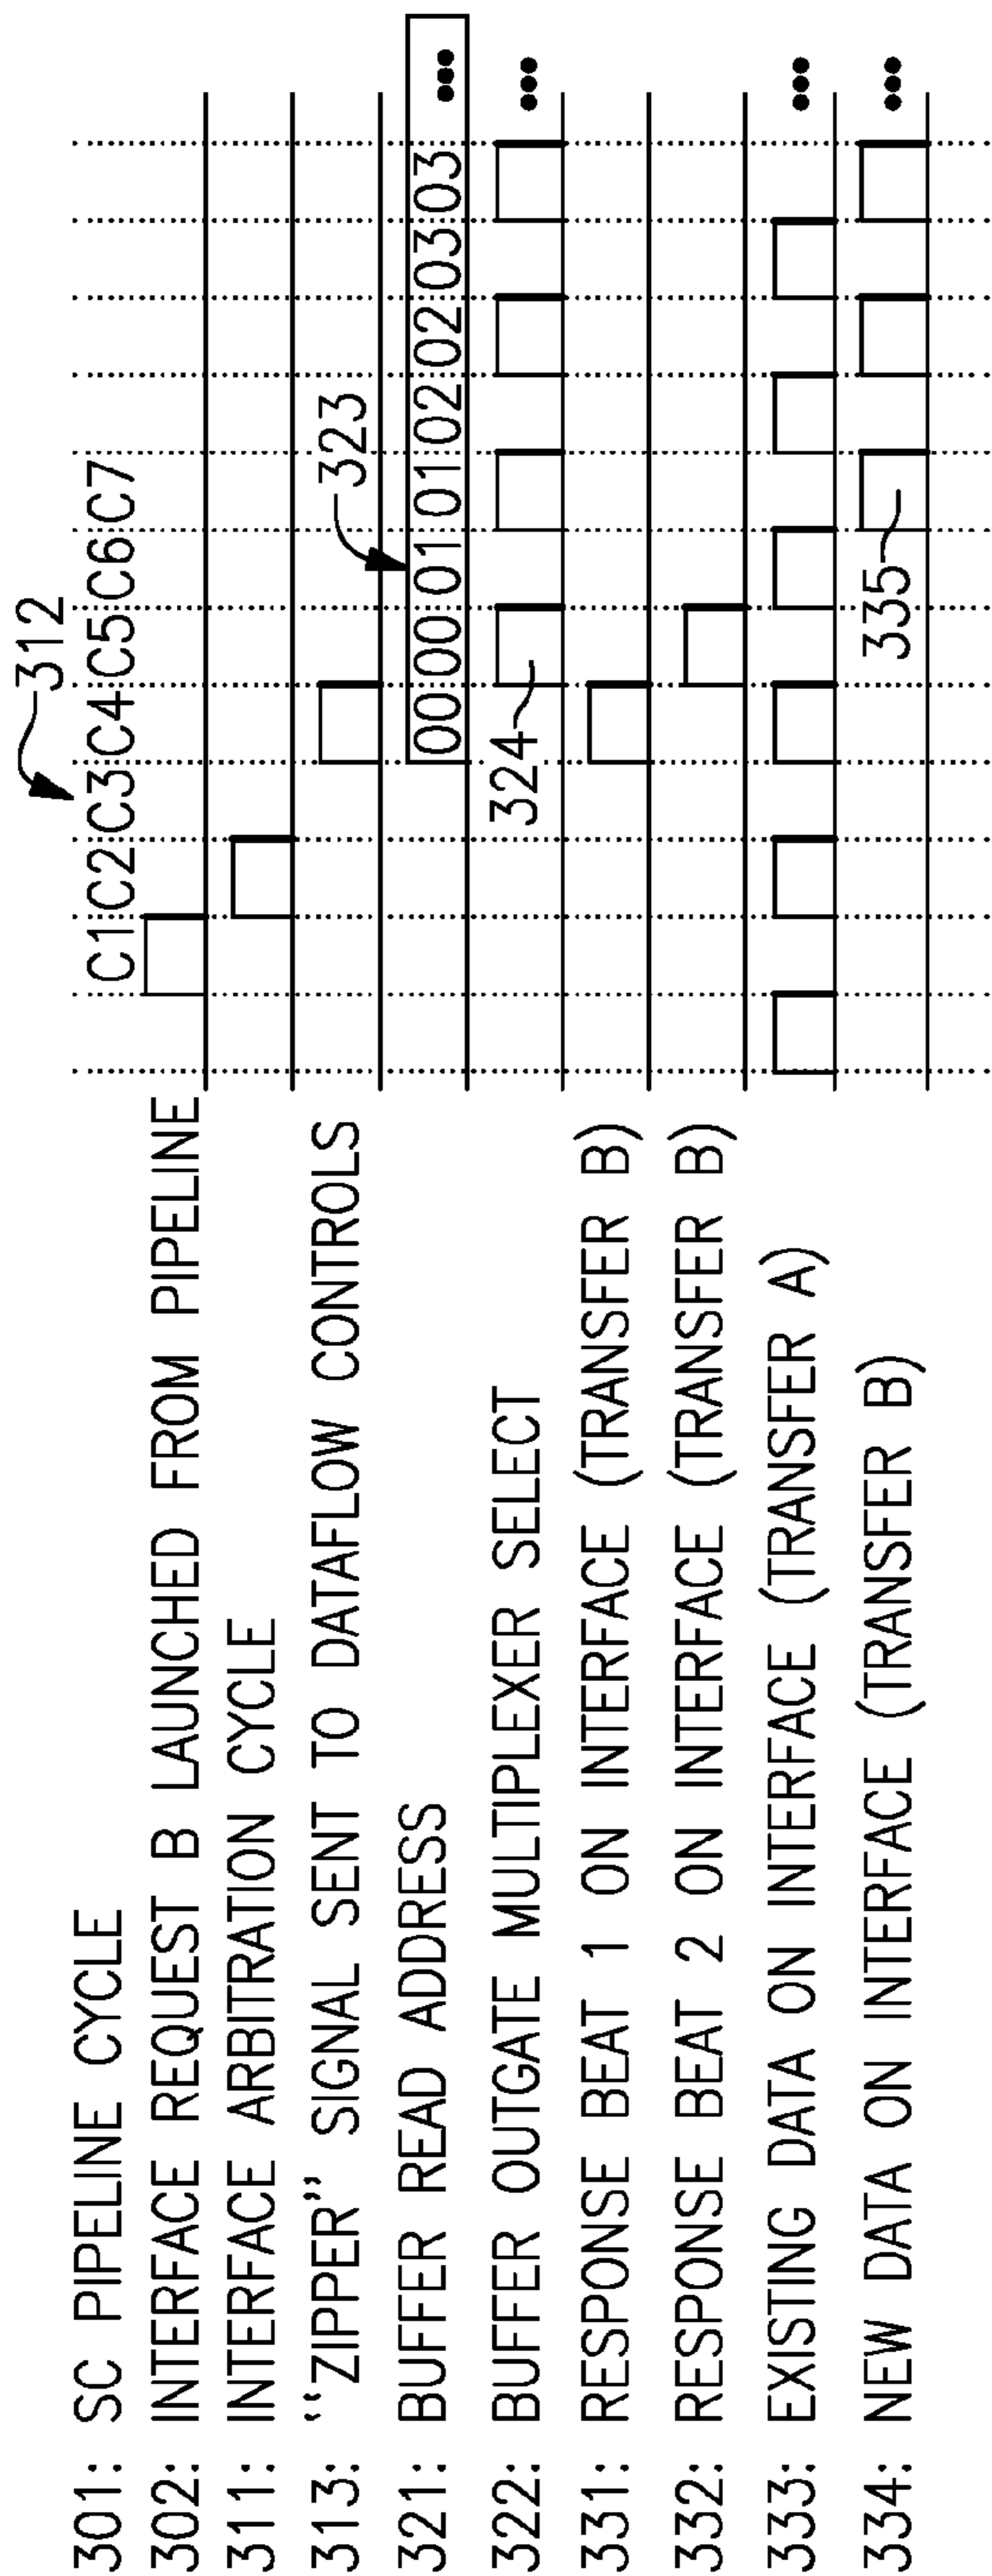 312
301: SC PIPELINE CYCLE C1 C2 C3 C4 C5 C6 C7
302: INTERFACE REQUEST B LAUNCHED FROM PIPELINE
311: INTERFACE ARBITRATION CYCLE
313: "ZIPPER" SIGNAL SENT TO DATAFLOW CONTROLS
323
321: BUFFER READ ADDRESS 00 00 01 01 02 02 03 03 •••
322: BUFFER OUTGATE MULTIPLEXER SELECT •••
324
331: RESPONSE BEAT 1 ON INTERFACE (TRANSFER B)
332: RESPONSE BEAT 2 ON INTERFACE (TRANSFER B)
333: EXISTING DATA ON INTERFACE (TRANSFER A) •••
334: NEW DATA ON INTERFACE (TRANSFER B) •••
335